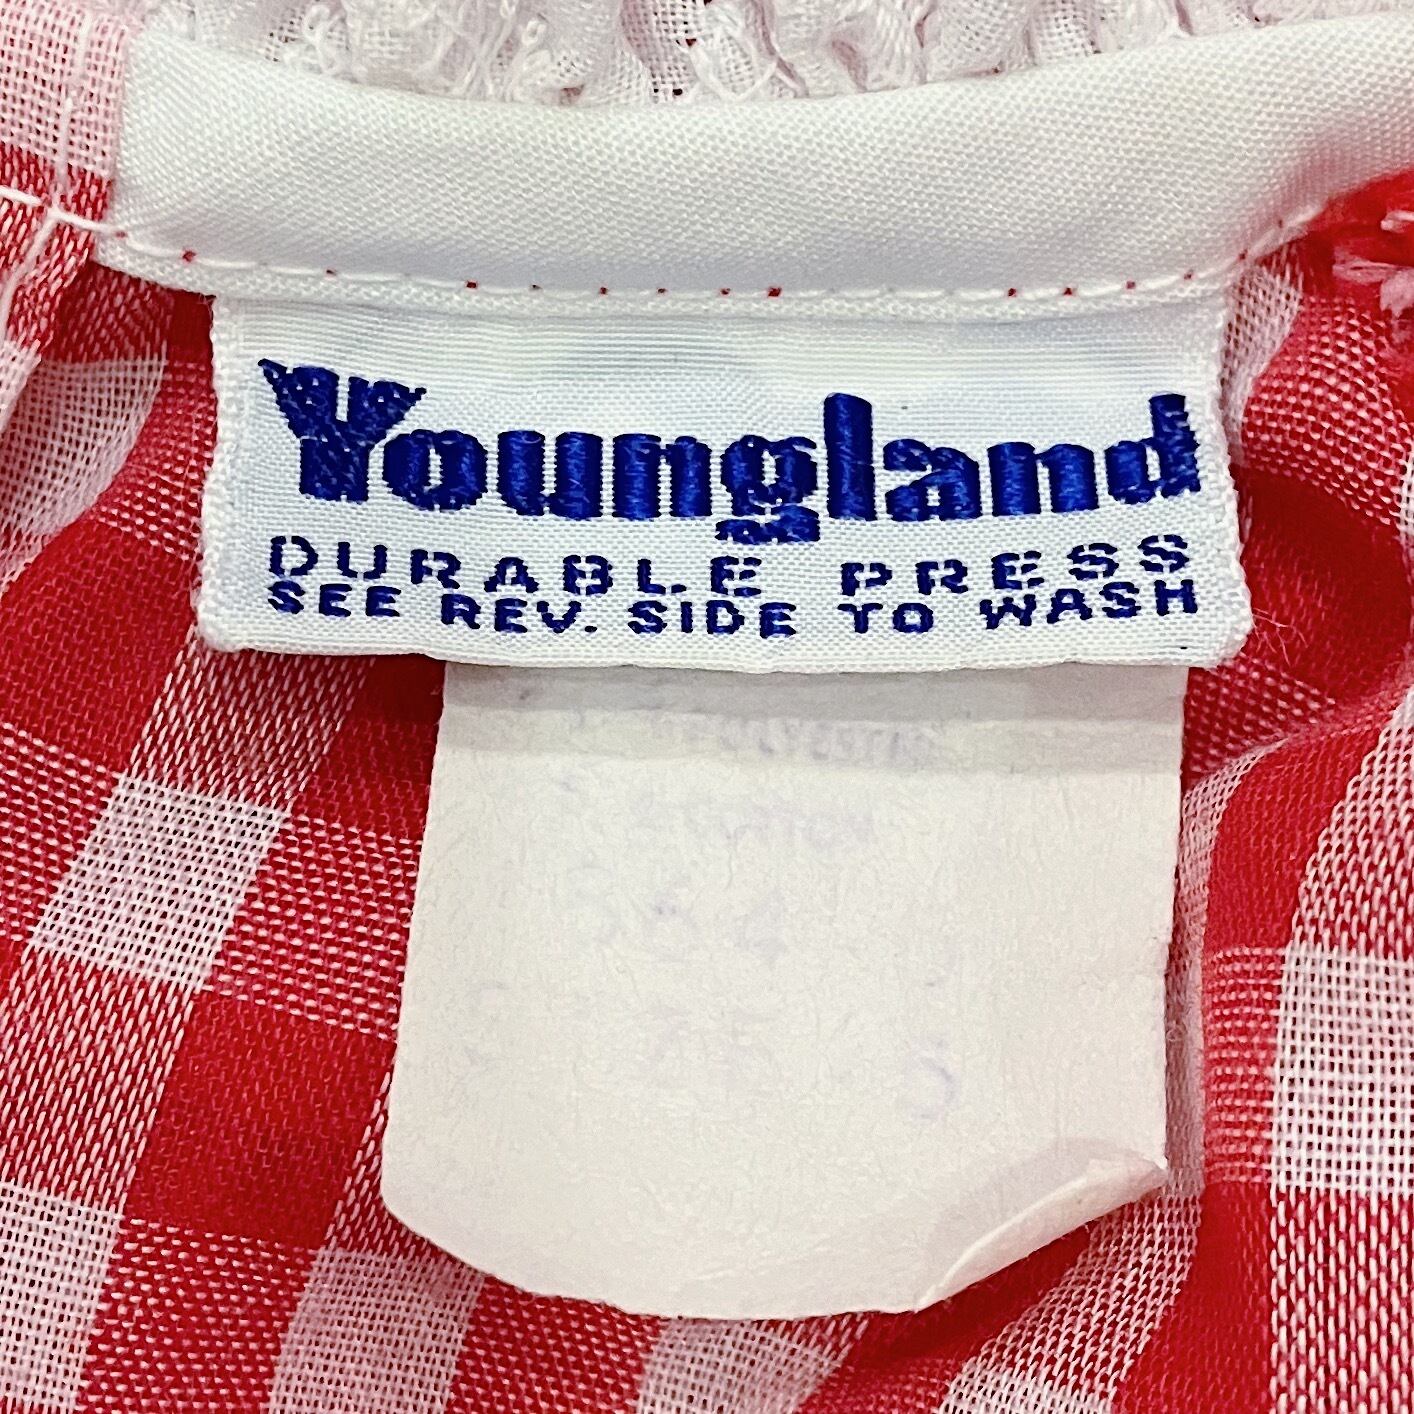 Youngland
DURABLE PRESS
SEE REV. SIDE TO WASH